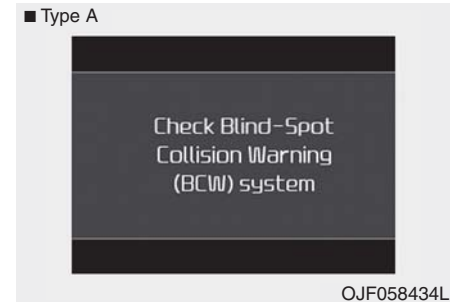 ■ Type A
Check Blind-Spot
Collision Warning
(BCW) system
OJF058434L